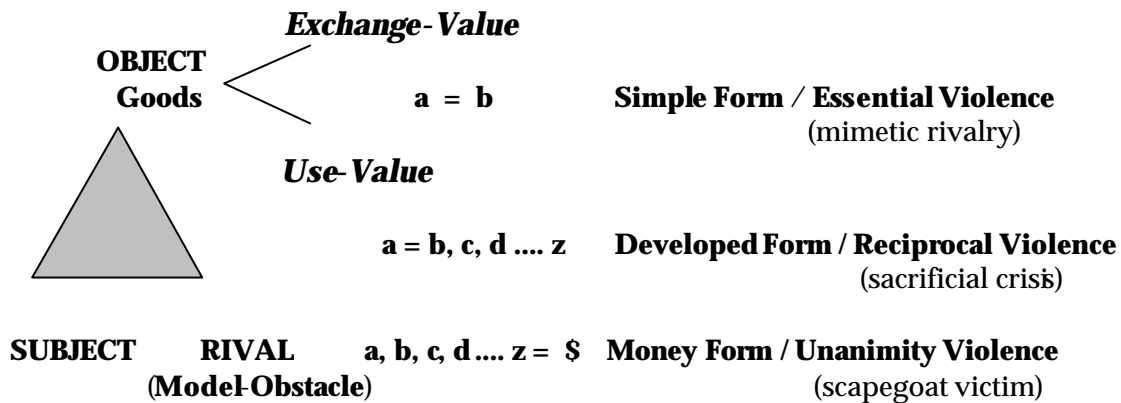 Exchange-Value
OBJECT
Goods
a = b
Simple Form / Essential Violence
(mimetic rivalry)
Use-Value
a = b, c, d .... z
Developed Form / Reciprocal Violence
(sacrificial crisis)
SUBJECT
RIVAL
a, b, c, d .... z = $
Money Form / Unanimity Violence
(Model-Obstacle)
(scapegoat victim)